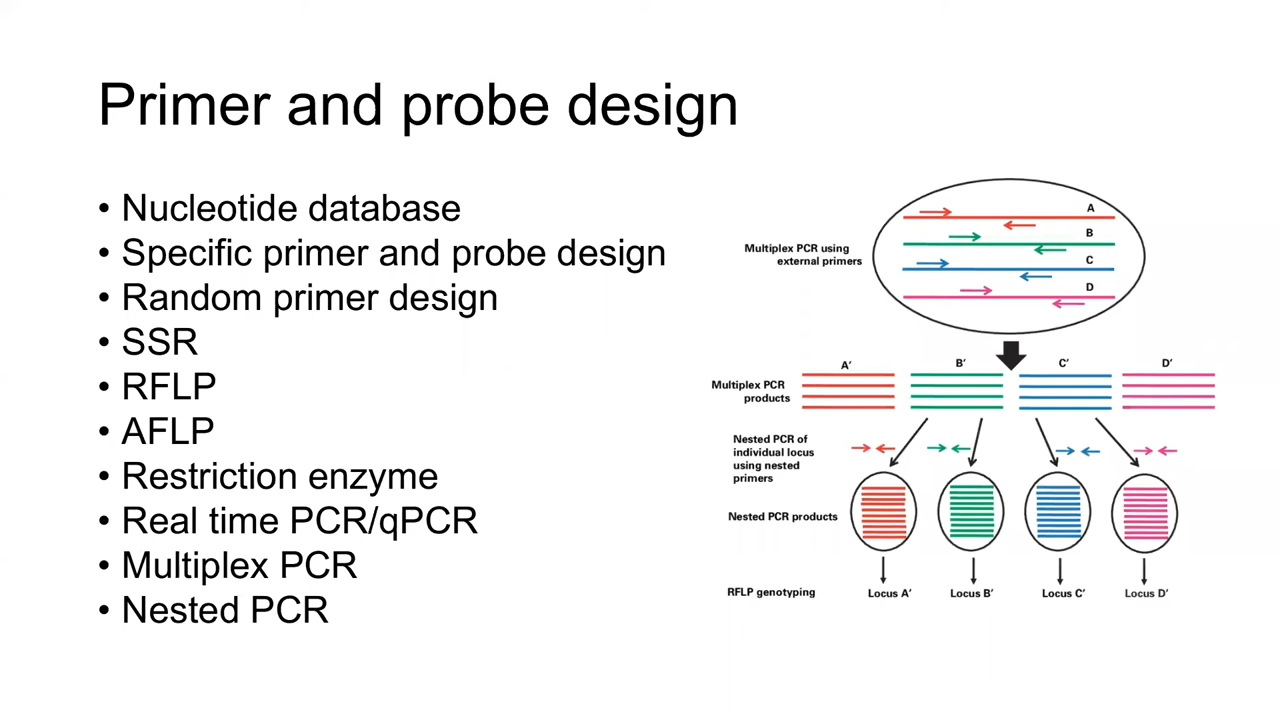 Primer and probe design
• Nucleotide database
• Specific primer and probe design
• Random primer design
• SSR
• RFLP
• AFLP
• Restriction enzyme
• Real time PCR/qPCR
• Multiplex PCR
• Nested PCR
Multiplex PCR using
external primers
A
B
C
D
A′ B′ C′ D′
Multiplex PCR
products
Nested PCR of
individual locus
using nested
primers
Nested PCR products
RFLP genotyping Locus A′ Locus B′ Locus C′ Locus D′